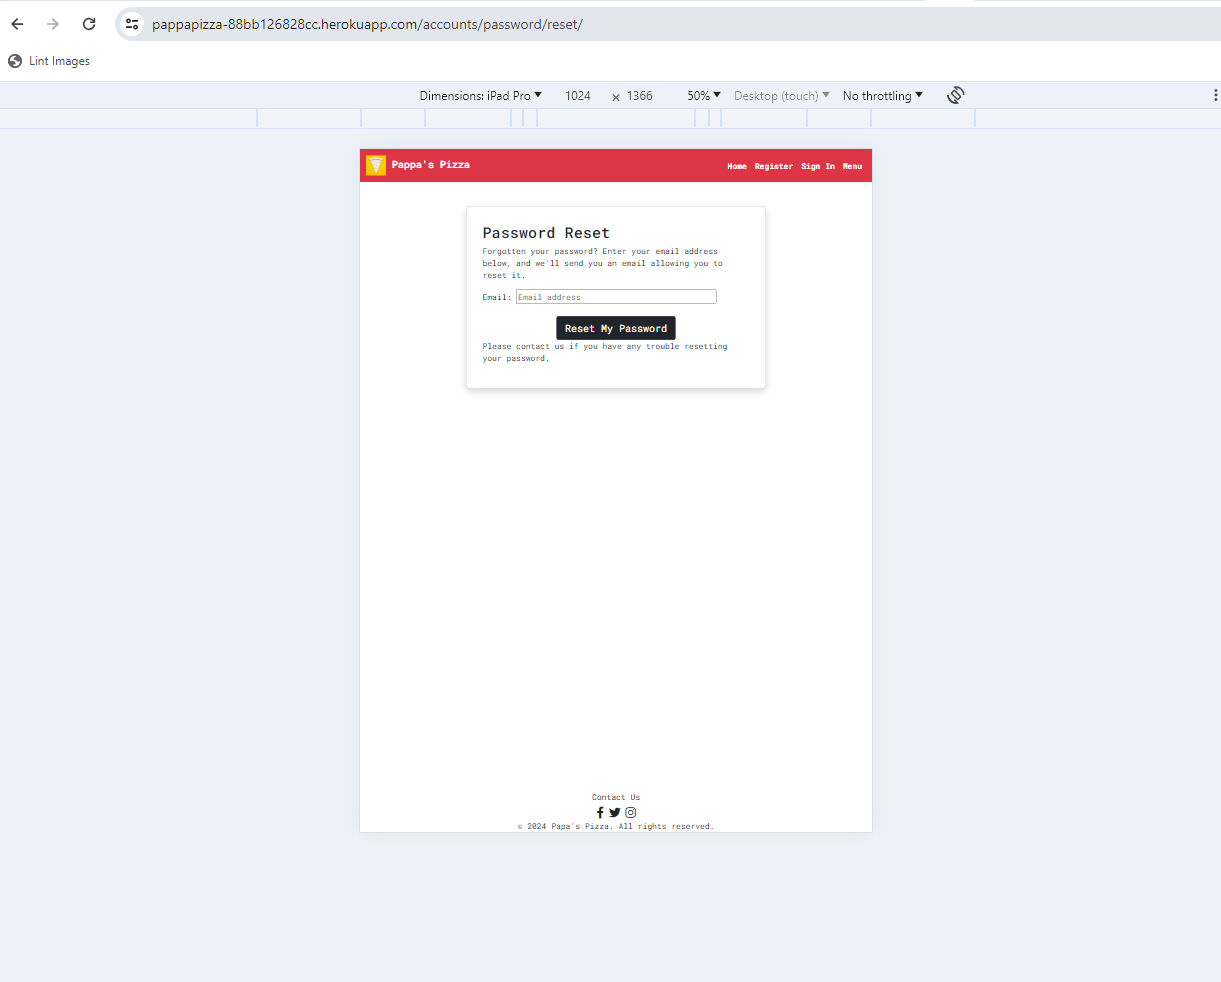 pappapizza-88bb126828cc.herokuapp.com/accounts/password/reset/
Lint Images
Dimensions: iPad Pro 1024 × 1366 50% Desktop (touch) No throttling
Pappa's Pizza Home Register Sign In Menu
Password Reset
Forgotten your password? Enter your email address
below, and we'll send you an email allowing you to
reset it.
Email: Email address
Reset My Password
Please contact us if you have any trouble resetting
your password.
Contact Us
© 2024 Papa's Pizza. All rights reserved.